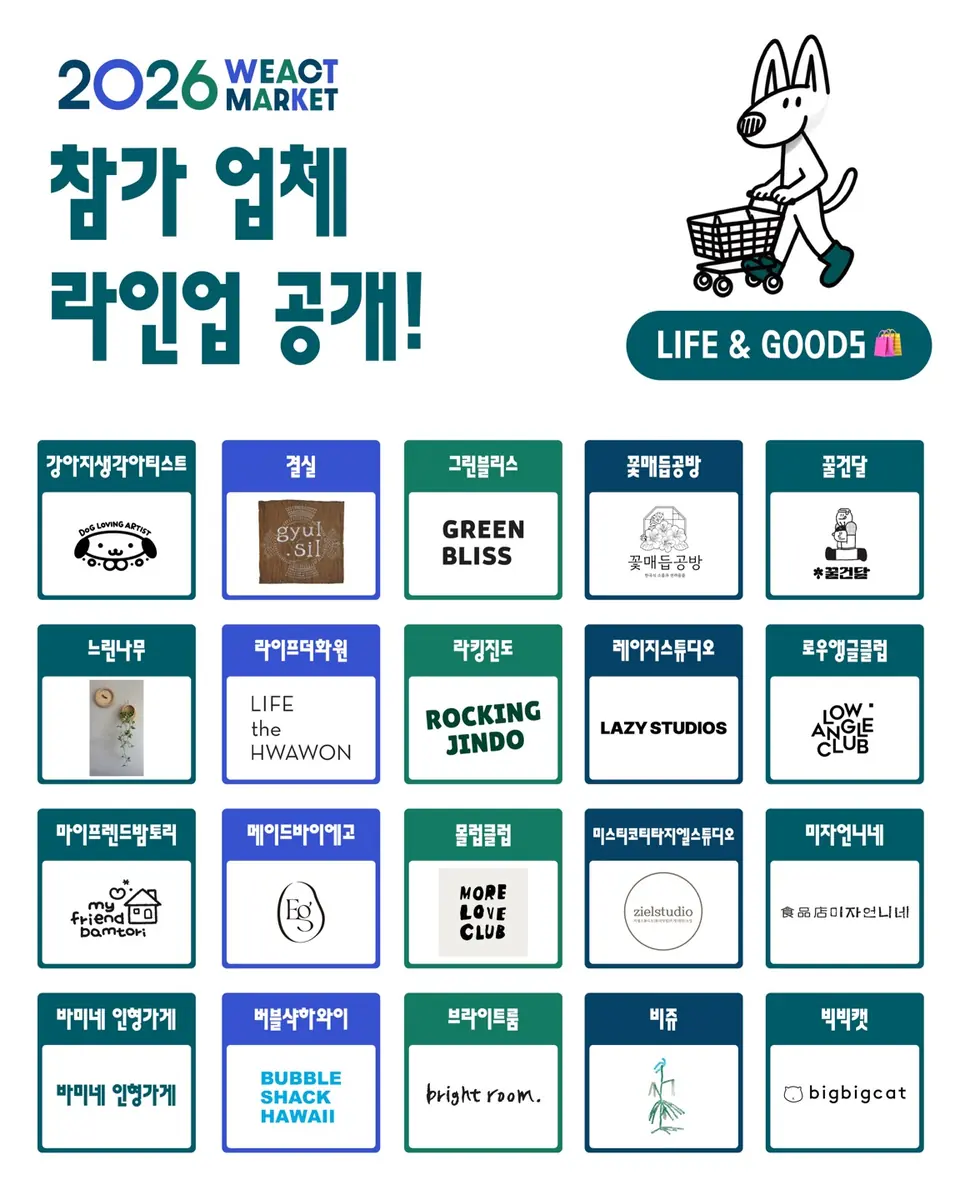 2026 WEACT
MARKET
참가 업체
라인업 공개!
LIFE & GOODS
강아지생각아티스트
DOG LOVING ARTIST
결실
gyul
.sil
그린블리스
GREEN
BLISS
꽃매듭공방
꽃매듭공방
꿀건달
꿀건달
느린나무
라이프더화원
LIFE
the
HWAWON
라킹진도
ROCKING
JINDO
레이지스튜디오
LAZY STUDIOS
로우앵글클럽
LOW
ANGLE
CLUB
마이프렌드밤토리
my
friend
bamtori
메이드바이에고
Eg
몰럽클럽
MORE
LOVE
CLUB
미스티코티타지엘스튜디오
zielstudio
미자언니네
食品店미자언니네
바미네 인형가게
바미네 인형가게
버블샥하와이
BUBBLE
SHACK
HAWAII
브라이트룸
bright room.
비쥬
빅빅캣
bigbigcat